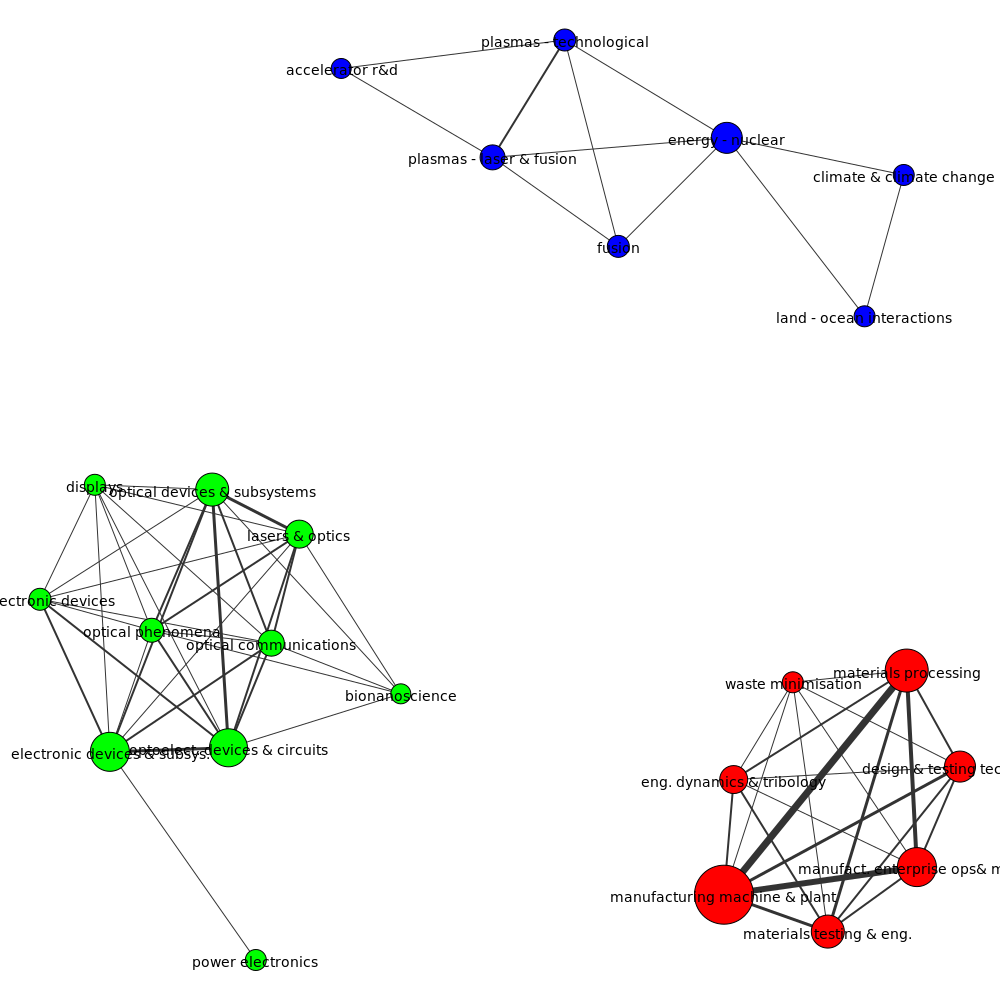 plasmas - technological
accelerator r&d
energy - nuclear
plasmas - laser & fusion
climate & climate change
fusion
land - ocean interactions
displays
optical devices & subsystems
lasers & optics
ectronic devices
optical phenomena
optical communications
bionanoscience
optoelect. devices & circuits
electronic devices & subsys.
power electronics
materials processing
waste minimisation
design & testing tec
eng. dynamics & tribology
manufact. enterprise ops& m
manufacturing machine & plant
materials testing & eng.